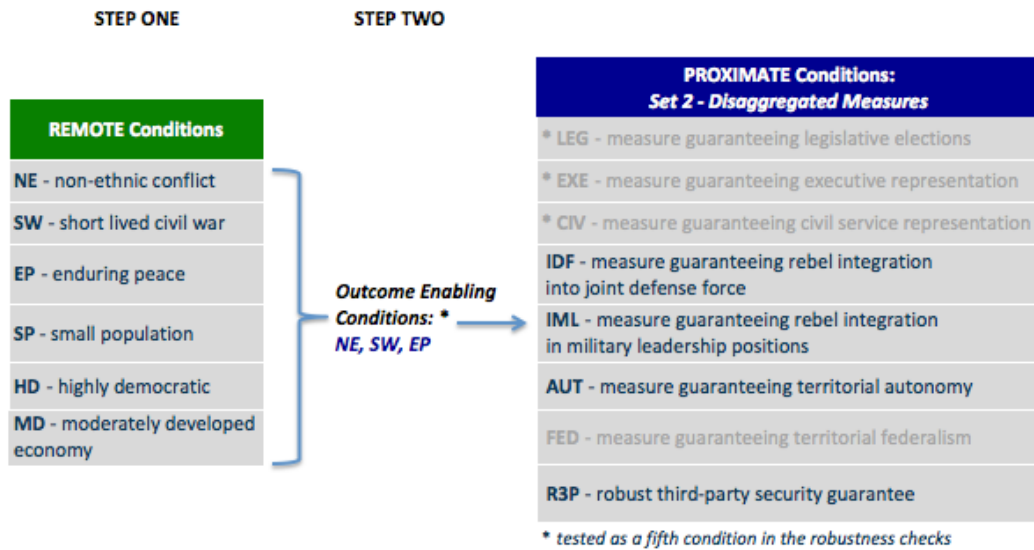 STEP ONE
STEP TWO
REMOTE Conditions
NE - non-ethnic conflict
SW - short lived civil war
EP - enduring peace
SP - small population
HD - highly democratic
MD - moderately developed
economy
Outcome Enabling
Conditions: *
NE, SW, EP
PROXIMATE Conditions:
Set 2 - Disaggregated Measures
* LEG - measure guaranteeing legislative elections
* EXE - measure guaranteeing executive representation
* CIV - measure guaranteeing civil service representation
IDF - measure guaranteeing rebel integration
into joint defense force
IML - measure guaranteeing rebel integration
in military leadership positions
AUT - measure guaranteeing territorial autonomy
FED - measure guaranteeing territorial federalism
R3P - robust third-party security guarantee
* tested as a fifth condition in the robustness checks